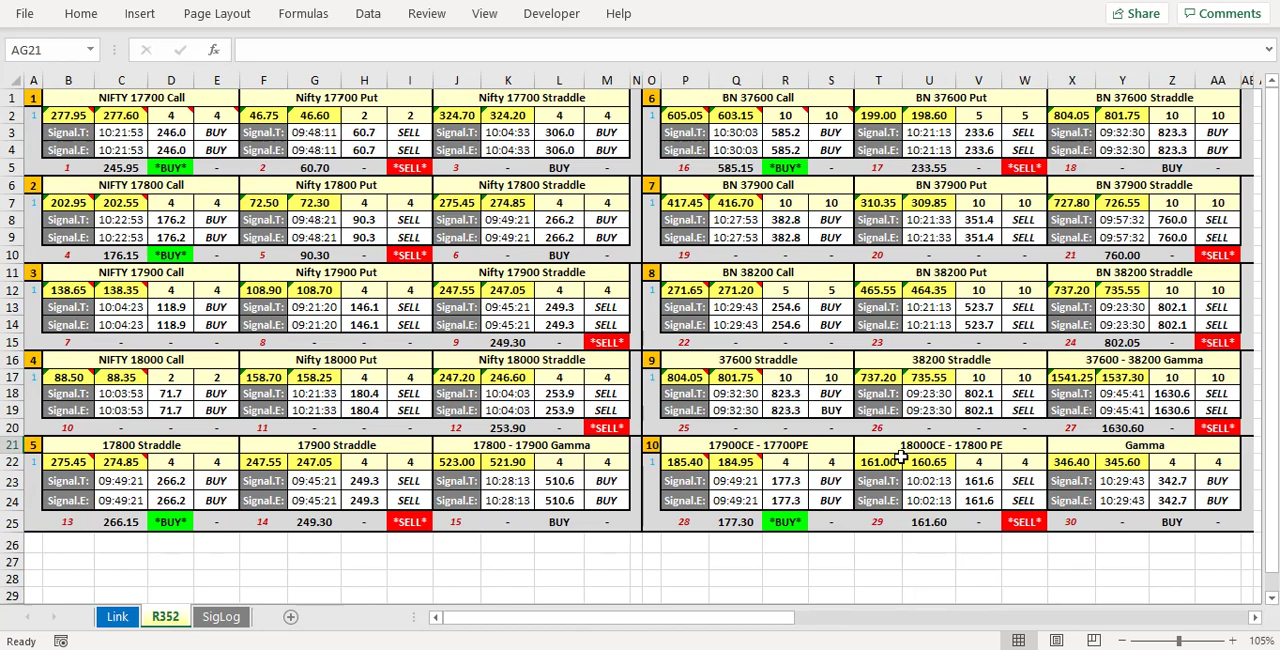 File Home Insert Page Layout Formulas Data Review View Developer Help Share Comments
AG21 fx
A B C D E F G H I J K L M N O P Q R S T U V W X Y Z AA AB
1 1 NIFTY 17700 Call Nifty 17700 Put Nifty 17700 Straddle 6 BN 37600 Call BN 37600 Put BN 37600 Straddle
2 1 277.95 277.60 4 4 46.75 46.60 2 2 324.70 324.20 4 4 1 605.05 603.15 10 10 199.00 198.60 5 5 804.05 801.75 10 10
3 Signal.T: 10:21:53 246.0 BUY Signal.T: 09:48:11 60.7 SELL Signal.T: 10:04:33 306.0 BUY Signal.T: 10:30:03 585.2 BUY Signal.T: 10:21:13 233.6 SELL Signal.T: 09:32:30 823.3 BUY
4 Signal.E: 10:21:53 246.0 BUY Signal.E: 09:48:11 60.7 SELL Signal.E: 10:04:33 306.0 BUY Signal.E: 10:30:03 585.2 BUY Signal.E: 10:21:13 233.6 SELL Signal.E: 09:32:30 823.3 BUY
5 1 245.95 *BUY* - 2 60.70 - *SELL* 3 - BUY - 16 585.15 *BUY* - 17 233.55 - *SELL* 18 - BUY -
6 2 NIFTY 17800 Call Nifty 17800 Put Nifty 17800 Straddle 7 BN 37900 Call BN 37900 Put BN 37900 Straddle
7 1 202.95 202.55 4 4 72.50 72.30 4 4 275.45 274.85 4 4 1 417.45 416.70 10 10 310.35 309.85 10 10 727.80 726.55 10 10
8 Signal.T: 10:22:53 176.2 BUY Signal.T: 09:48:21 90.3 SELL Signal.T: 09:49:21 266.2 BUY Signal.T: 10:27:53 382.8 BUY Signal.T: 10:21:33 351.4 SELL Signal.T: 09:57:32 760.0 SELL
9 Signal.E: 10:22:53 176.2 BUY Signal.E: 09:48:21 90.3 SELL Signal.E: 09:49:21 266.2 BUY Signal.E: 10:27:53 382.8 BUY Signal.E: 10:21:33 351.4 SELL Signal.E: 09:57:32 760.0 SELL
10 4 176.15 *BUY* - 5 90.30 - *SELL* 6 - BUY - 19 - - - 20 - - - 21 760.00 - *SELL*
11 3 NIFTY 17900 Call Nifty 17900 Put Nifty 17900 Straddle 8 BN 38200 Call BN 38200 Put BN 38200 Straddle
12 1 138.65 138.35 4 4 108.90 108.70 4 4 247.55 247.05 4 4 1 271.65 271.20 5 5 465.55 464.35 10 10 737.20 735.55 10 10
13 Signal.T: 10:04:23 118.9 BUY Signal.T: 09:21:20 146.1 SELL Signal.T: 09:45:21 249.3 SELL Signal.T: 10:29:43 254.6 BUY Signal.T: 10:21:13 523.7 SELL Signal.T: 09:23:30 802.1 SELL
14 Signal.E: 10:04:23 118.9 BUY Signal.E: 09:21:20 146.1 SELL Signal.E: 09:45:21 249.3 SELL Signal.E: 10:29:43 254.6 BUY Signal.E: 10:21:13 523.7 SELL Signal.E: 09:23:30 802.1 SELL
15 7 - - - 8 - - - 9 249.30 - *SELL* 22 - - - 23 - - - 24 802.05 - *SELL*
16 4 NIFTY 18000 Call Nifty 18000 Put Nifty 18000 Straddle 9 3700 Straddle 38200 Straddle 37600 - 38200 Gamma
17 1 88.50 88.35 2 2 158.70 158.25 4 4 247.20 246.60 4 4 1 804.05 801.75 10 10 737.20 735.55 10 10 1541.25 1537.30 10 10
18 Signal.T: 10:03:53 71.7 BUY Signal.T: 10:21:33 180.4 SELL Signal.T: 10:04:03 253.9 SELL Signal.T: 09:32:30 823.3 BUY Signal.T: 09:23:30 802.1 SELL Signal.T: 09:45:41 1630.6 SELL
19 Signal.E: 10:03:53 71.7 BUY Signal.E: 10:21:33 180.4 SELL Signal.E: 10:04:03 253.9 SELL Signal.E: 09:32:30 823.3 BUY Signal.E: 09:23:30 802.1 SELL Signal.E: 09:45:41 1630.6 SELL
20 10 - - - 11 - - - 12 253.90 - *SELL* 25 - - - 26 - - - 27 1630.60 - *SELL*
21 5 17800 Straddle 17900 Straddle 17800 - 17900 Gamma 10 17900CE - 17700PE 18000CE - 17800 PE Gamma
22 1 275.45 274.85 4 4 247.55 247.05 4 4 523.00 521.90 4 4 1 185.40 184.95 4 4 161.00 160.65 4 4 346.40 345.60 4 4
23 Signal.T: 09:49:21 266.2 BUY Signal.T: 09:45:21 249.3 SELL Signal.T: 10:28:13 510.6 BUY Signal.T: 09:49:21 177.3 BUY Signal.T: 10:02:13 161.6 SELL Signal.T: 10:29:43 342.7 BUY
24 Signal.E: 09:49:21 266.2 BUY Signal.E: 09:45:21 249.3 SELL Signal.E: 10:28:13 510.6 BUY Signal.E: 09:49:21 177.3 BUY Signal.E: 10:02:13 161.6 SELL Signal.E: 10:29:43 342.7 BUY
25 13 266.15 *BUY* - 14 249.30 - *SELL* 15 - BUY - 28 177.30 *BUY* - 29 161.60 - *SELL* 30 - BUY -
26
27
28
29
Link R352 SigLog
Ready 105%